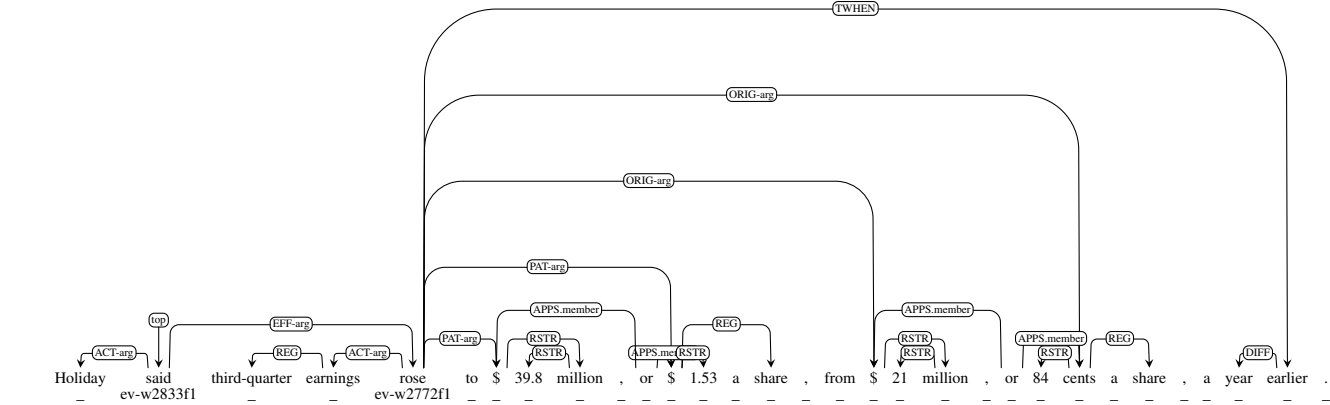 TWHEN
ORIG-arg
ORIG-arg
PAT-arg
APPS.member APPS.member
top EFF-arg REG
PAT-arg RSTR RSTR APPS.member REG
ACT-arg REG ACT-arg RSTR RSTR RSTR RSTR DIFF
Holiday said third-quarter earnings rose to $ 39.8 million , or $ 1.53 a share , from $ 21 million , or 84 cents a share , a year earlier .
_ ev-w2833f1 _ _ ev-w2772f1 _ _ _ _ _ _ _ _ _ _ _ _ _ _ _ _ _ _ _ _ _ _ _ _ _ _